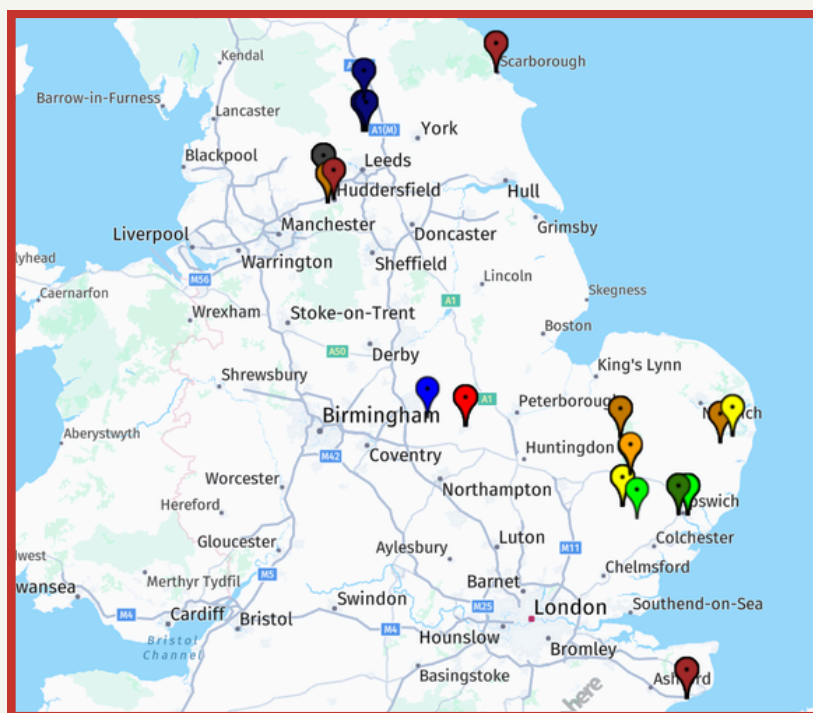 Kendal
Scarborough
Barrow-in-Furness
Lancaster
A1(M)
York
Blackpool
Leeds
Huddersfield
Hull
Manchester
Grimsby
Liverpool
Doncaster
Warrington
Sheffield
lyhead
M56
Lincoln
Caernarfon
Skegness
Wrexham
A1
Stoke-on-Trent
Boston
A50
Derby
King's Lynn
Shrewsbury
A1
Peterborough
Birmingham
Aberystwyth
Coventry
Huntingdon
M42
Worcester
Northampton
Hereford
pswich
Gloucester
Luton
Colchester
Aylesbury
M11
west
Merthyr Tydfil
M5
Chelmsford
wansea
Barnet
Swindon
M25
London
Southend-on-Sea
M4
Cardiff
Bristol
M4
Hounslow
Bromley
Bristol
Channel
Basingstoke
here